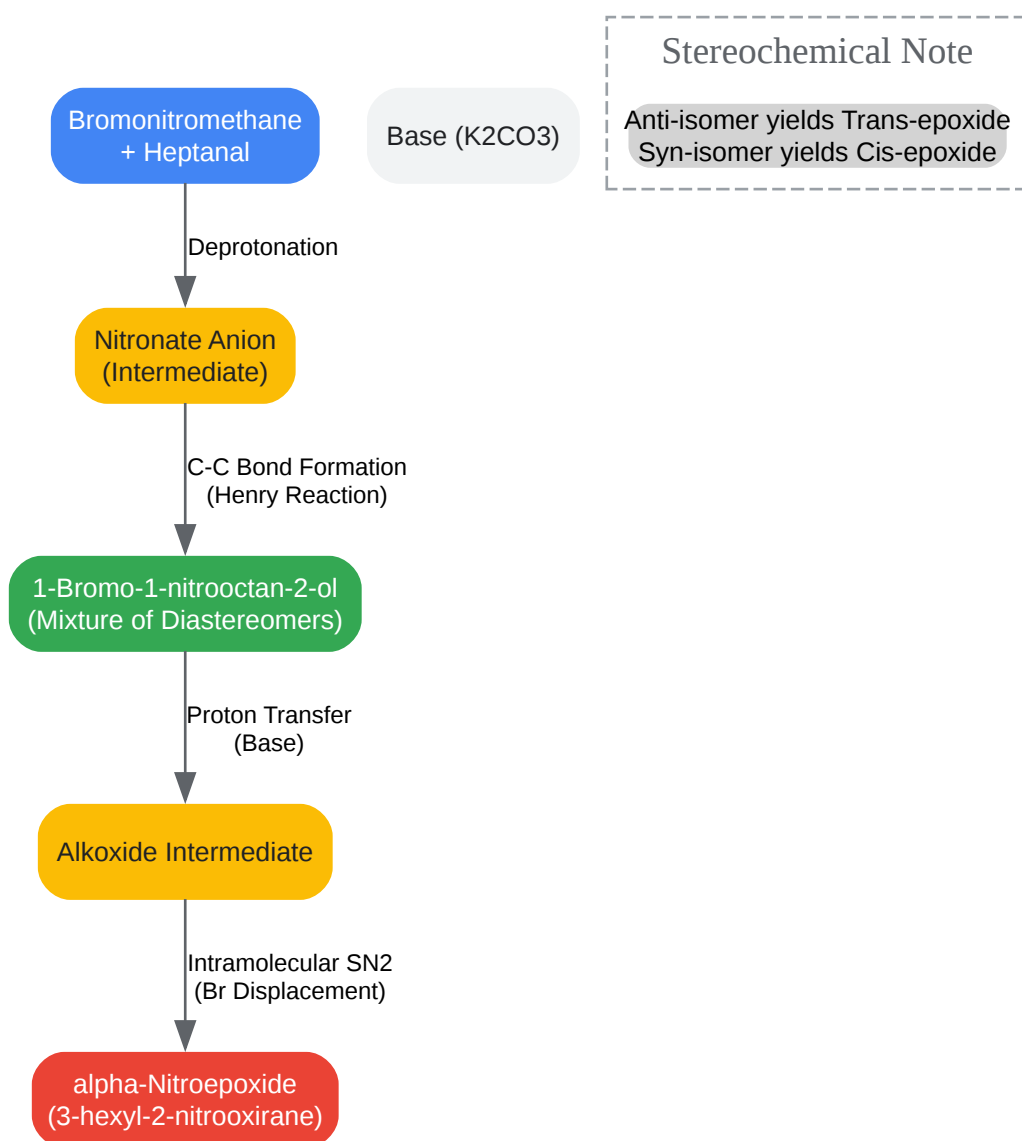 Stereochemical Note
Anti-isomer yields Trans-epoxide
Syn-isomer yields Cis-epoxide
Bromonitromethane
+ Heptanal
Base (K2CO3)
Deprotonation
Nitronate Anion
(Intermediate)
C-C Bond Formation
(Henry Reaction)
1-Bromo-1-nitrooctan-2-ol
(Mixture of Diastereomers)
Proton Transfer
(Base)
Alkoxide Intermediate
Intramolecular SN2
(Br Displacement)
alpha-Nitroepoxide
(3-hexyl-2-nitrooxirane)